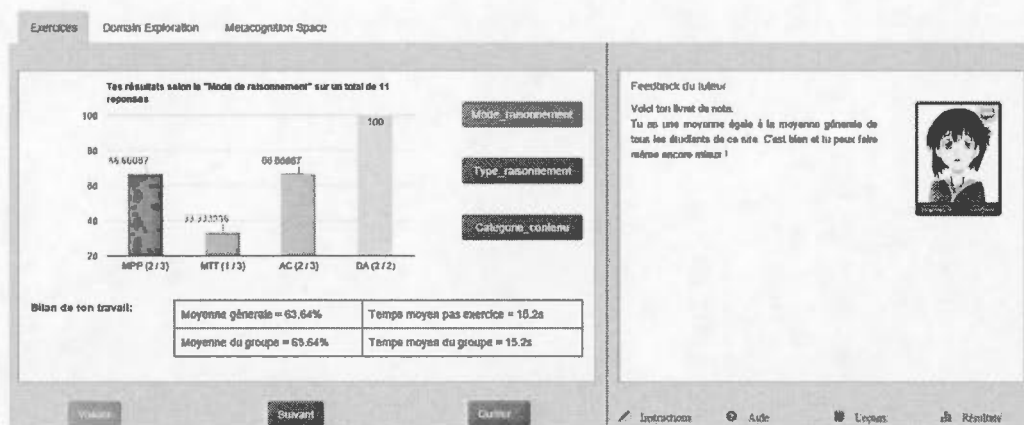 Exercices Domain Exploration Metacognition Space
Tes résultats selon le "Mode de raisonnement" sur un total de 11
reponses
100
80
60
40
20
100
66.66667
33.333336
66.66667
MPP (2 / 3) MTT (1 / 3) AC (2 / 3) DA (2 / 2)
Mode_raisonnement
Type_raisonnement
Categorie_contenu
Bilan de ton travail:
Moyenne génerale = 63,64% Temps moyen pas exercice = 15.2s
Moyenne du groupe = 63.64% Temps moyen du groupe = 15.2s
Valider Suivant Quitter
Feedback du tuteur
Voici ton livret de note.
Tu as une moyenne égale à la moyenne génerale de
tous les étudiants de ce site. C'est bien et tu peux faire
même encore mieux !
Instructions Aide Leçons Résultats